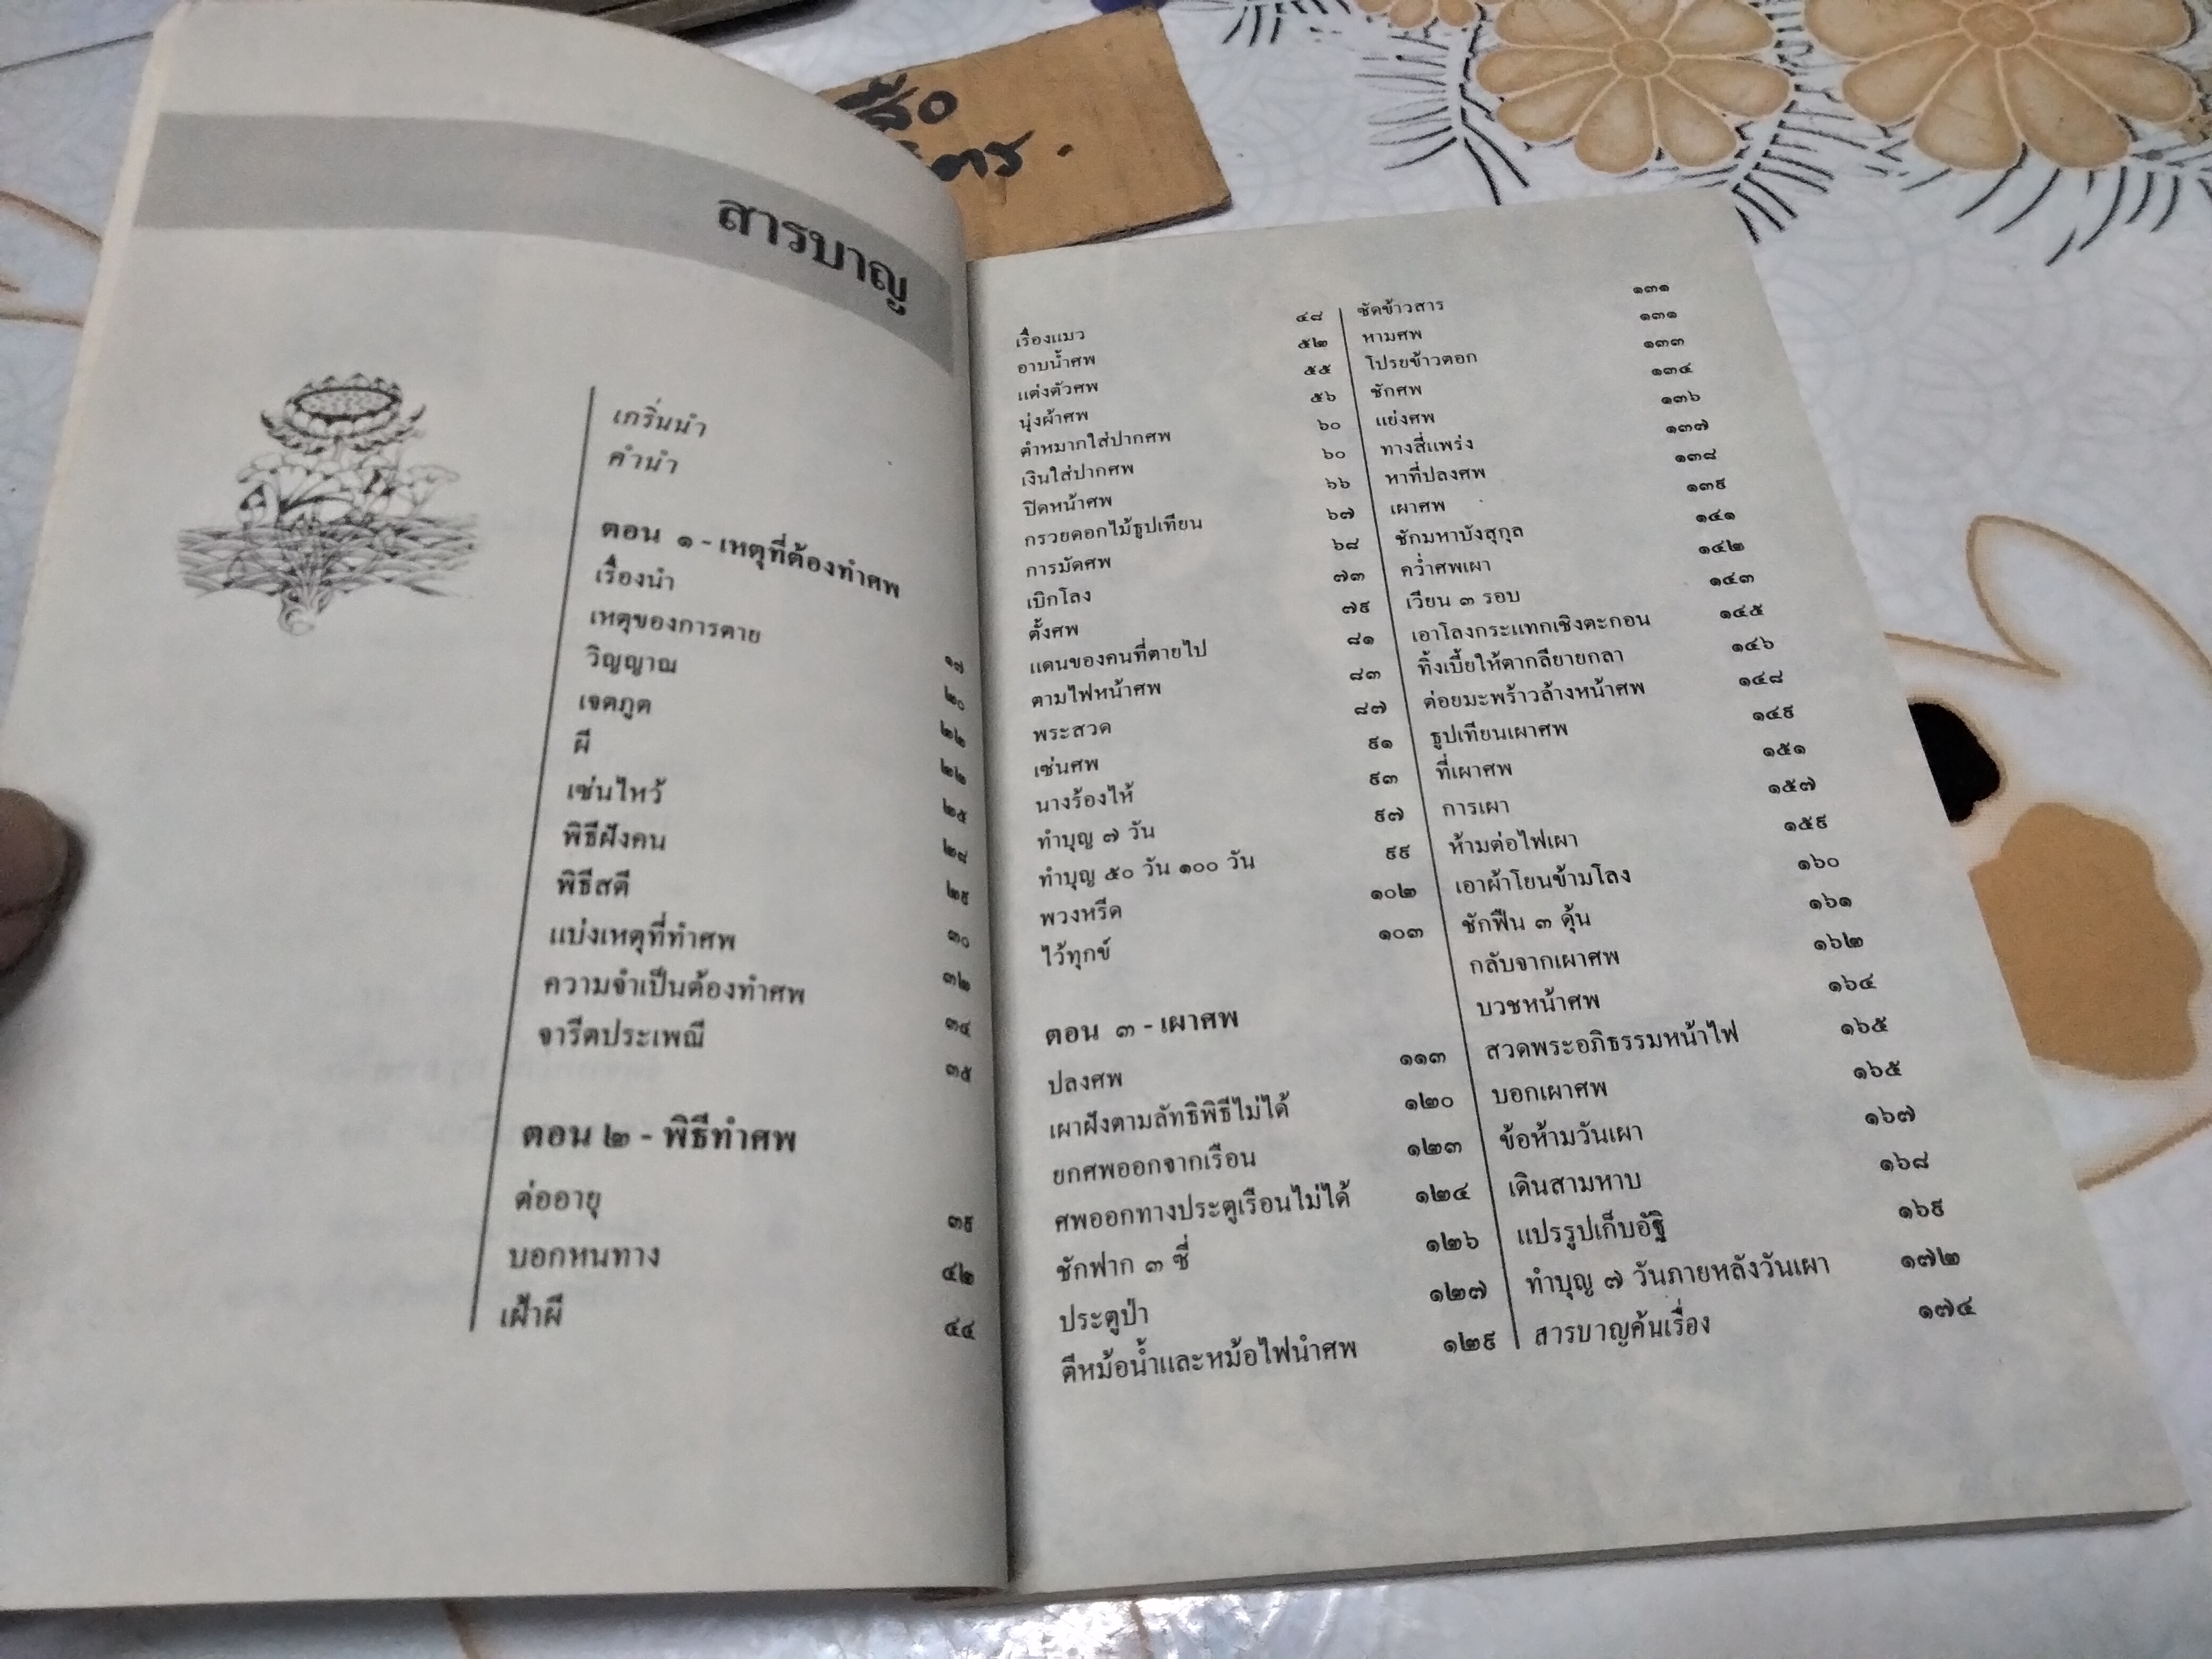 สารบาญ
เกริ่นนำ
คำนำ
ตอน ๑ - เหตุที่ต้องทำศพ
เรื่องนำ ๑๗
เหตุของการตาย ๒๐
วิญญาณ ๒๒
เจตภูต ๒๒
ผี ๒๕
เซ่นไหว้ ๒๘
พิธีฝังคน ๒๙
พิธีสตี ๓๐
แบ่งเหตุที่ทำศพ ๓๒
ความจำเป็นต้องทำศพ ๓๔
จารีตประเพณี ๓๕
ตอน ๒ - พิธีทำศพ
ต่ออายุ ๓๙
บอกหนทาง ๔๒
เฝ้าผี ๔๔
เรื่องแมว ๔๘
อาบน้ำศพ ๕๒
แต่งตัวศพ ๕๕
นุ่งผ้าศพ ๕๖
ตำหมากใส่ปากศพ ๖๐
เงินใส่ปากศพ ๖๐
ปิดหน้าศพ ๖๖
กรวยดอกไม้ธูปเทียน ๖๗
การมัดศพ ๖๘
เบิกโลง ๗๓
ตั้งศพ ๗๙
แดนของคนที่ตายไป ๘๑
ตามไฟหน้าศพ ๘๓
พระสวด ๘๗
เซ่นศพ ๙๑
นางร้องไห้ ๙๓
ทำบุญ ๗ วัน ๙๗
ทำบุญ ๕๐ วัน ๑๐๐ วัน ๙๙
พวงหรีด ๑๐๒
ไว้ทุกข์ ๑๐๓
ตอน ๓ - เผาศพ
ปลงศพ ๑๑๓
เผาฝังตามลัทธิพิธีไม่ได้ ๑๒๐
ยกศพออกจากเรือน ๑๒๓
ศพออกทางประตูเรือนไม่ได้ ๑๒๔
ชักฟาก ๓ ซี่ ๑๒๖
ประตูป่า ๑๒๗
ตีหม้อน้ำและหม้อไฟนำศพ ๑๒๙
ซัดข้าวสาร ๑๓๑
หามศพ ๑๓๑
โปรยข้าวตอก ๑๓๓
ชักศพ ๑๓๔
แย่งศพ ๑๓๖
ทางสี่แพร่ง ๑๓๗
หาที่ปลงศพ ๑๓๘
เผาศพ ๑๓๙
ชักมหาบังสุกุล ๑๔๑
คว่ำศพเผา ๑๔๒
เวียน ๓ รอบ ๑๔๓
เอาโลงกระแทกเชิงตะกอน ๑๔๕
ทิ้งเบี้ยให้ตากลียายกลา ๑๔๖
ต่อยมะพร้าวล้างหน้าศพ ๑๔๘
ธูปเทียนเผาศพ ๑๔๙
ที่เผาศพ ๑๕๑
การเผา ๑๕๗
ห้ามต่อไฟเผา ๑๕๙
เอาผ้าโยนข้ามโลง ๑๖๐
ชักฟืน ๓ ดุ้น ๑๖๑
กลับจากเผาศพ ๑๖๒
บวชหน้าศพ ๑๖๔
สวดพระอภิธรรมหน้าไฟ ๑๖๕
บอกเผาศพ ๑๖๕
ข้อห้ามวันเผา ๑๖๗
เดินสามหาบ ๑๖๘
แปรรูปเก็บอัฐิ ๑๖๙
ทำบุญ ๗ วันภายหลังวันเผา ๑๗๒
สารบาญค้นเรื่อง ๑๗๔